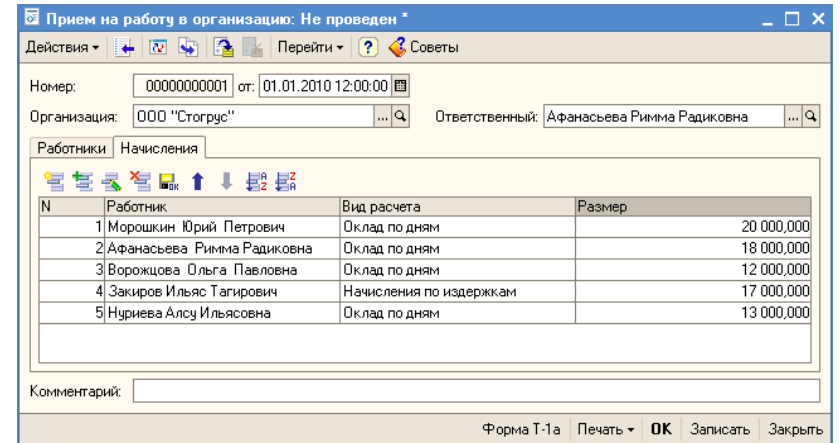 Прием на работу в организацию: Не проведен *
Действия Перейти ? Советы
Номер: 00000000001 от: 01.01.2010 12:00:00
Организация: ООО "Стогрус" ... Ответственный: Афанасьева Римма Радиковна ...
Работники Начисления
N Работник Вид расчета Размер
1 Морошкин Юрий Петрович Оклад по дням 20 000,000
2 Афанасьева Римма Радиковна Оклад по дням 18 000,000
3 Ворожцова Ольга Павловна Оклад по дням 12 000,000
4 Закиров Ильяс Тагирович Начисления по издержкам 17 000,000
5 Нуриева Алсу Ильясовна Оклад по дням 13 000,000
Комментарий:
Форма Т-1а Печать OK Записать Закрыть